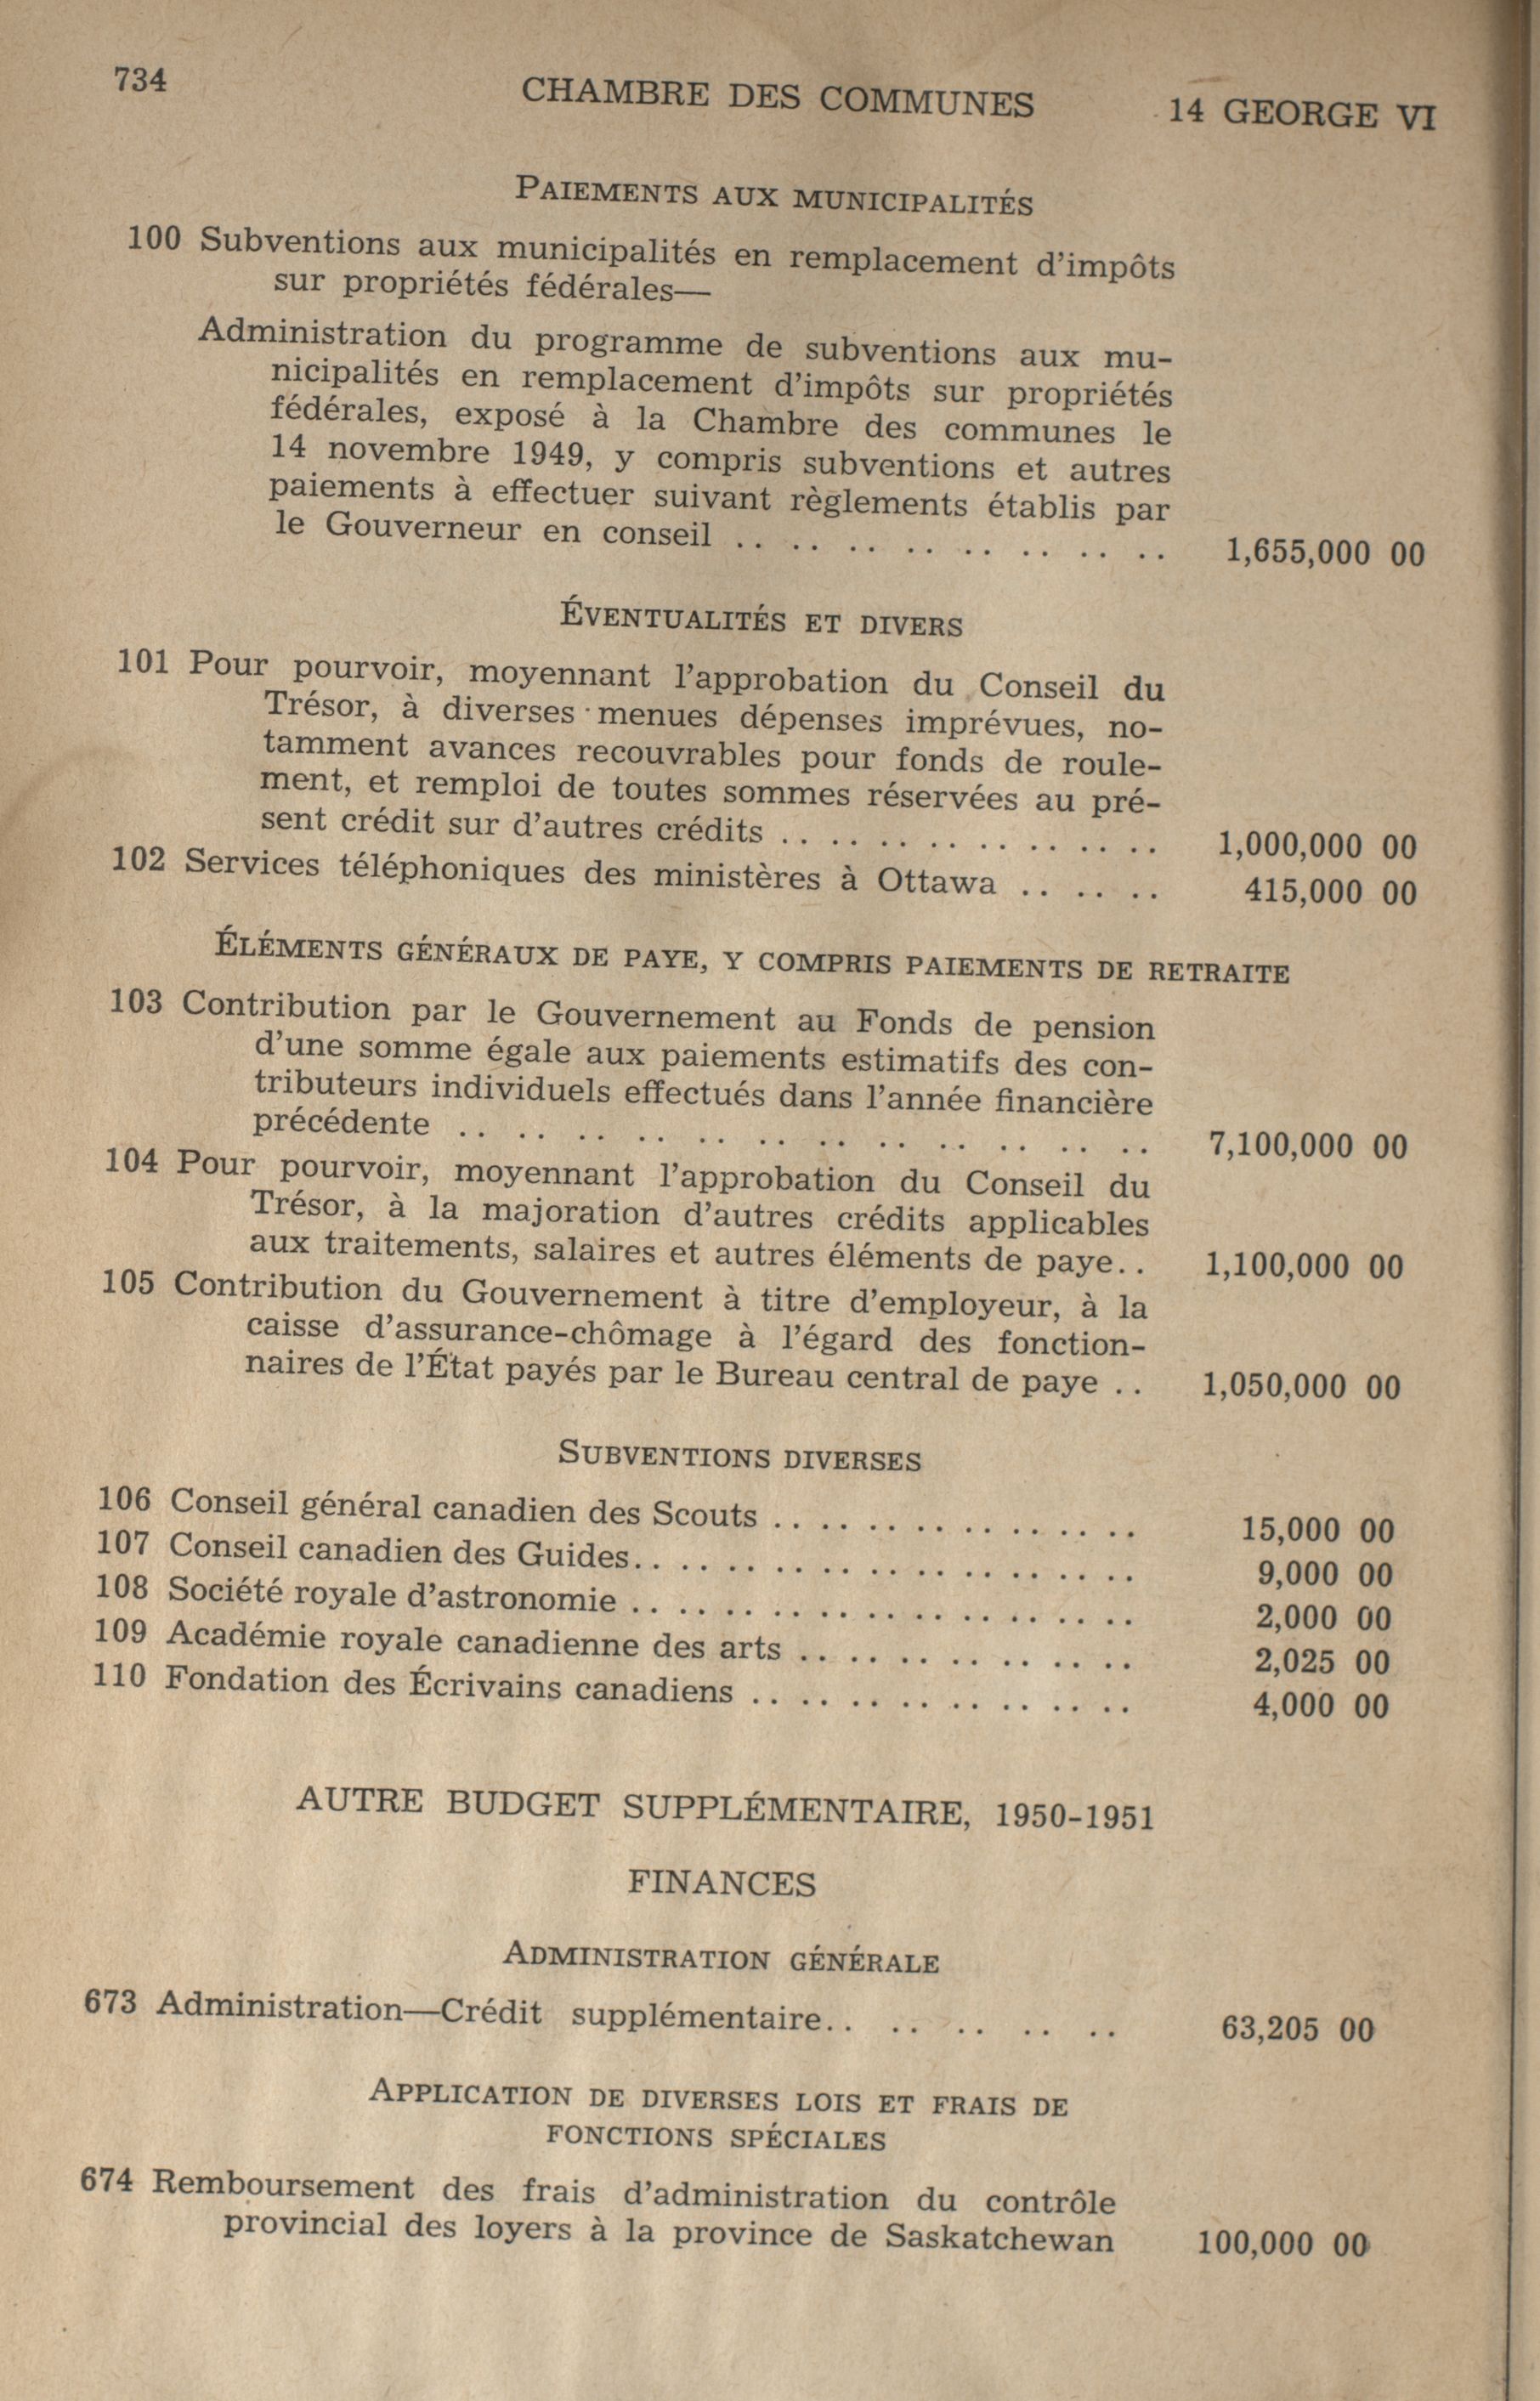 734
CHAMBRE DES COMMUNES
14 GEORGE VI
PAIEMENTS AUX MUNICIPALITÉS
100 Subventions aux municipalités en remplacement d'impôts
sur propriétés fédérales—
Administration du programme de subventions aux mu-
nicipalités en remplacement d'impôts sur propriétés
fédérales, exposé à la Chambre des communes le
14 novembre 1949, y compris subventions et autres
paiements à effectuer suivant règlements établis par
le Gouverneur en conseil .. .. .. .. .. .. .. .. 1,655,000 00
ÉVENTUALITÉS ET DIVERS
101 Pour pourvoir, moyennant l'approbation du Conseil du
Trésor, à diverses menues dépenses imprévues, no-
tamment avances recouvrables pour fonds de roule-
ment, et remploi de toutes sommes réservées au pré-
sent crédit sur d'autres crédits .. .. .. .. .. .. .. .. 1,000,000 00
102 Services téléphoniques des ministères à Ottawa .. .. .. 415,000 00
ÉLÉMENTS GÉNÉRAUX DE PAYE, Y COMPRIS PAIEMENTS DE RETRAITE
103 Contribution par le Gouvernement au Fonds de pension
d'une somme égale aux paiements estimatifs des con-
tributeurs individuels effectués dans l'année financière
précédente .. .. .. .. .. .. .. .. .. .. .. .. 7,100,000 00
104 Pour pourvoir, moyennant l'approbation du Conseil du
Trésor, à la majoration d'autres crédits applicables
aux traitements, salaires et autres éléments de paye.. 1,100,000 00
105 Contribution du Gouvernement à titre d'employeur, à la
caisse d'assurance-chômage à l'égard des fonction-
naires de l'État payés par le Bureau central de paye .. 1,050,000 00
SUBVENTIONS DIVERSES
106 Conseil général canadien des Scouts .. .. .. .. .. .. .. .. 15,000 00
107 Conseil canadien des Guides.. .. .. .. .. .. .. .. .. .. .. 9,000 00
108 Société royale d'astronomie .. .. .. .. .. .. .. .. .. .. .. 2,000 00
109 Académie royale canadienne des arts .. .. .. .. .. .. .. 2,025 00
110 Fondation des Écrivains canadiens .. .. .. .. .. .. .. .. 4,000 00
AUTRE BUDGET SUPPLÉMENTAIRE, 1950-1951
FINANCES
ADMINISTRATION GÉNÉRALE
673 Administration—Crédit supplémentaire.. .. .. .. .. 63,205 00
APPLICATION DE DIVERSES LOIS ET FRAIS DE
FONCTIONS SPÉCIALES
674 Remboursement des frais d'administration du contrôle
provincial des loyers à la province de Saskatchewan 100,000 00